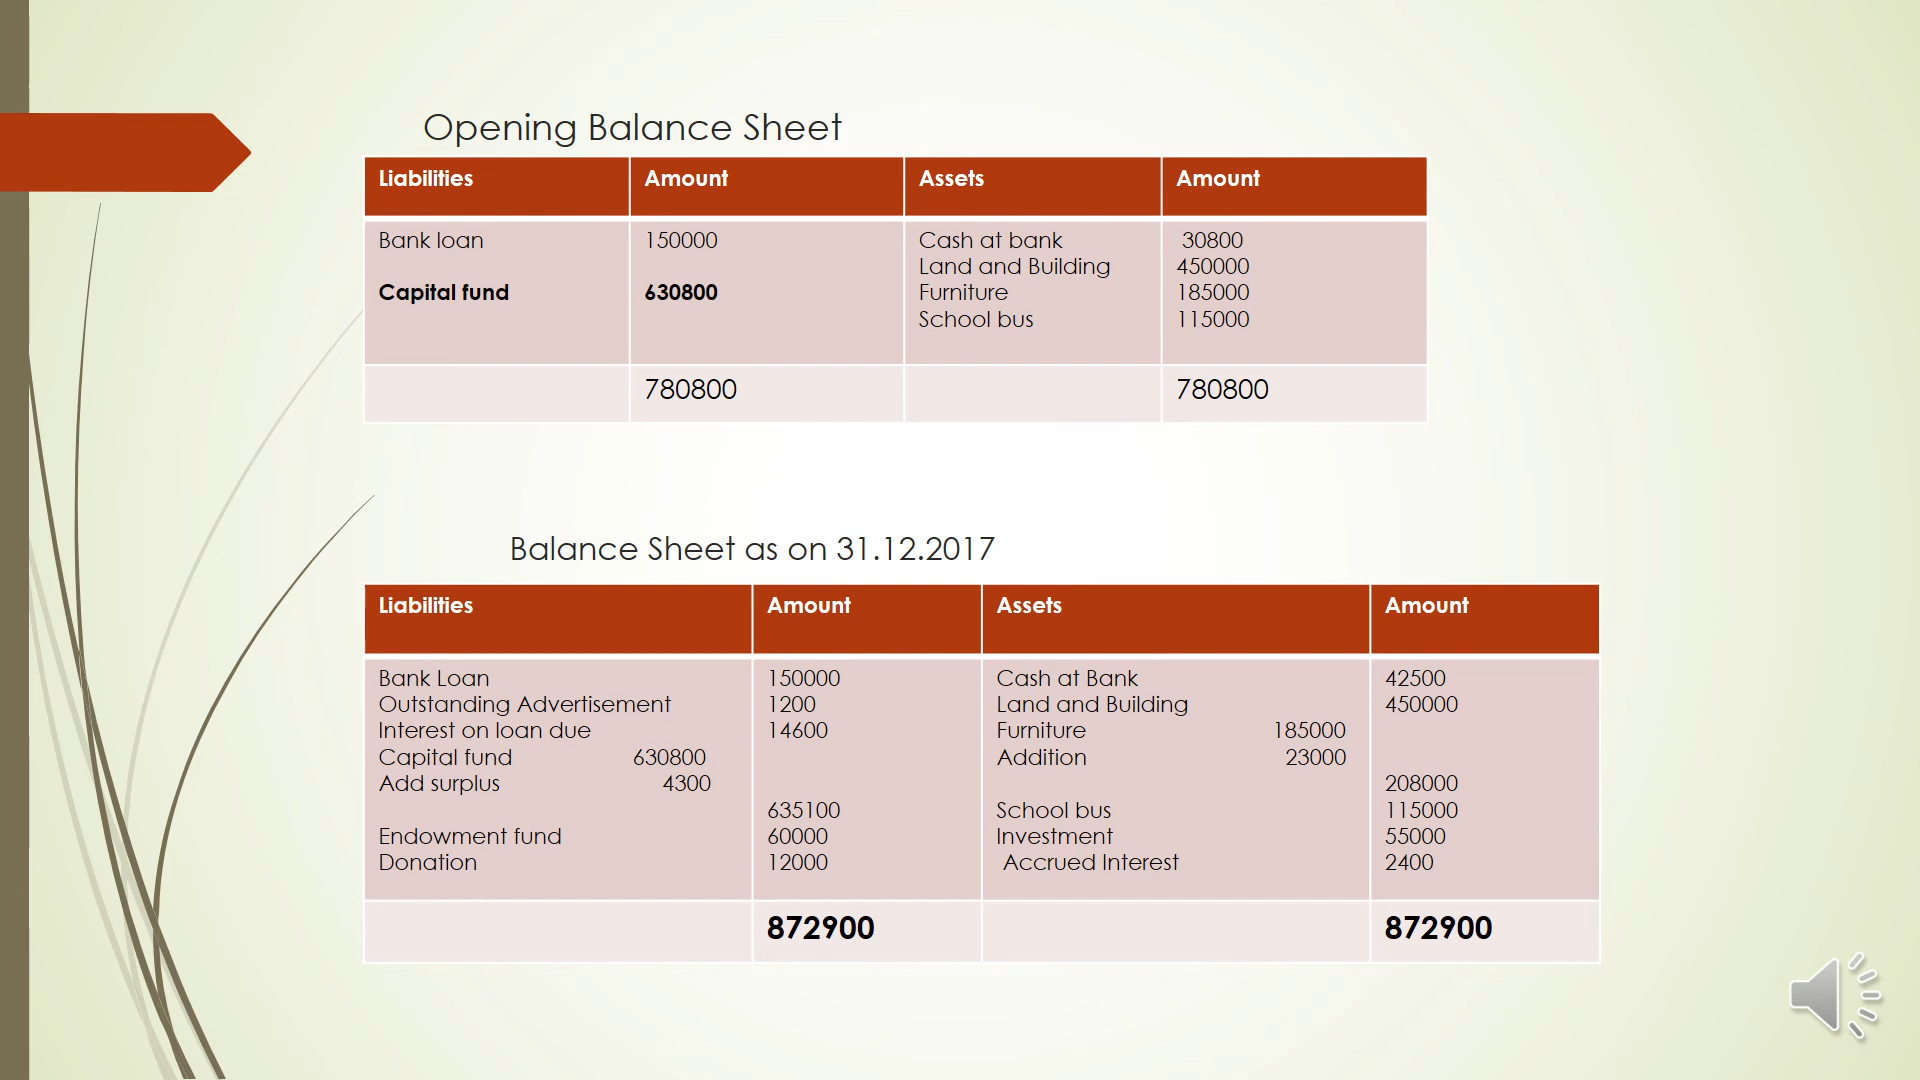 Opening Balance Sheet
Liabilities Amount Assets Amount
Bank loan 150000 Cash at bank 30800
Land and Building 450000
Capital fund 630800 Furniture 185000
School bus 115000
780800 780800
Balance Sheet as on 31.12.2017
Liabilities Amount Assets Amount
Bank Loan 150000 Cash at Bank 42500
Outstanding Advertisement 1200 Land and Building 450000
Interest on loan due 14600 Furniture 185000
Capital fund 630800 Addition 23000
Add surplus 4300 208000
635100 School bus 115000
Endowment fund 60000 Investment 55000
Donation 12000 Accrued Interest 2400
872900 872900